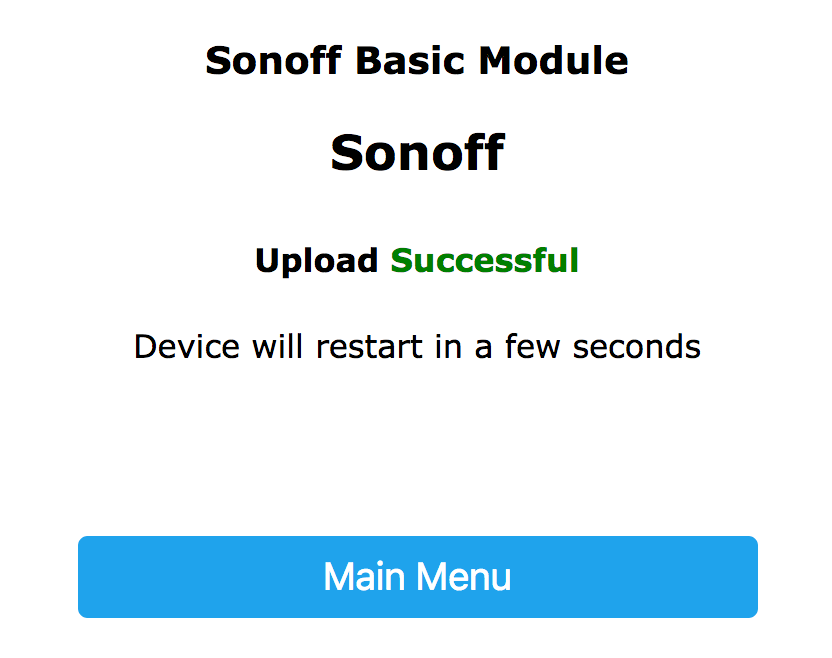 Sonoff Basic Module
Sonoff
Upload Successful
Device will restart in a few seconds
Main Menu